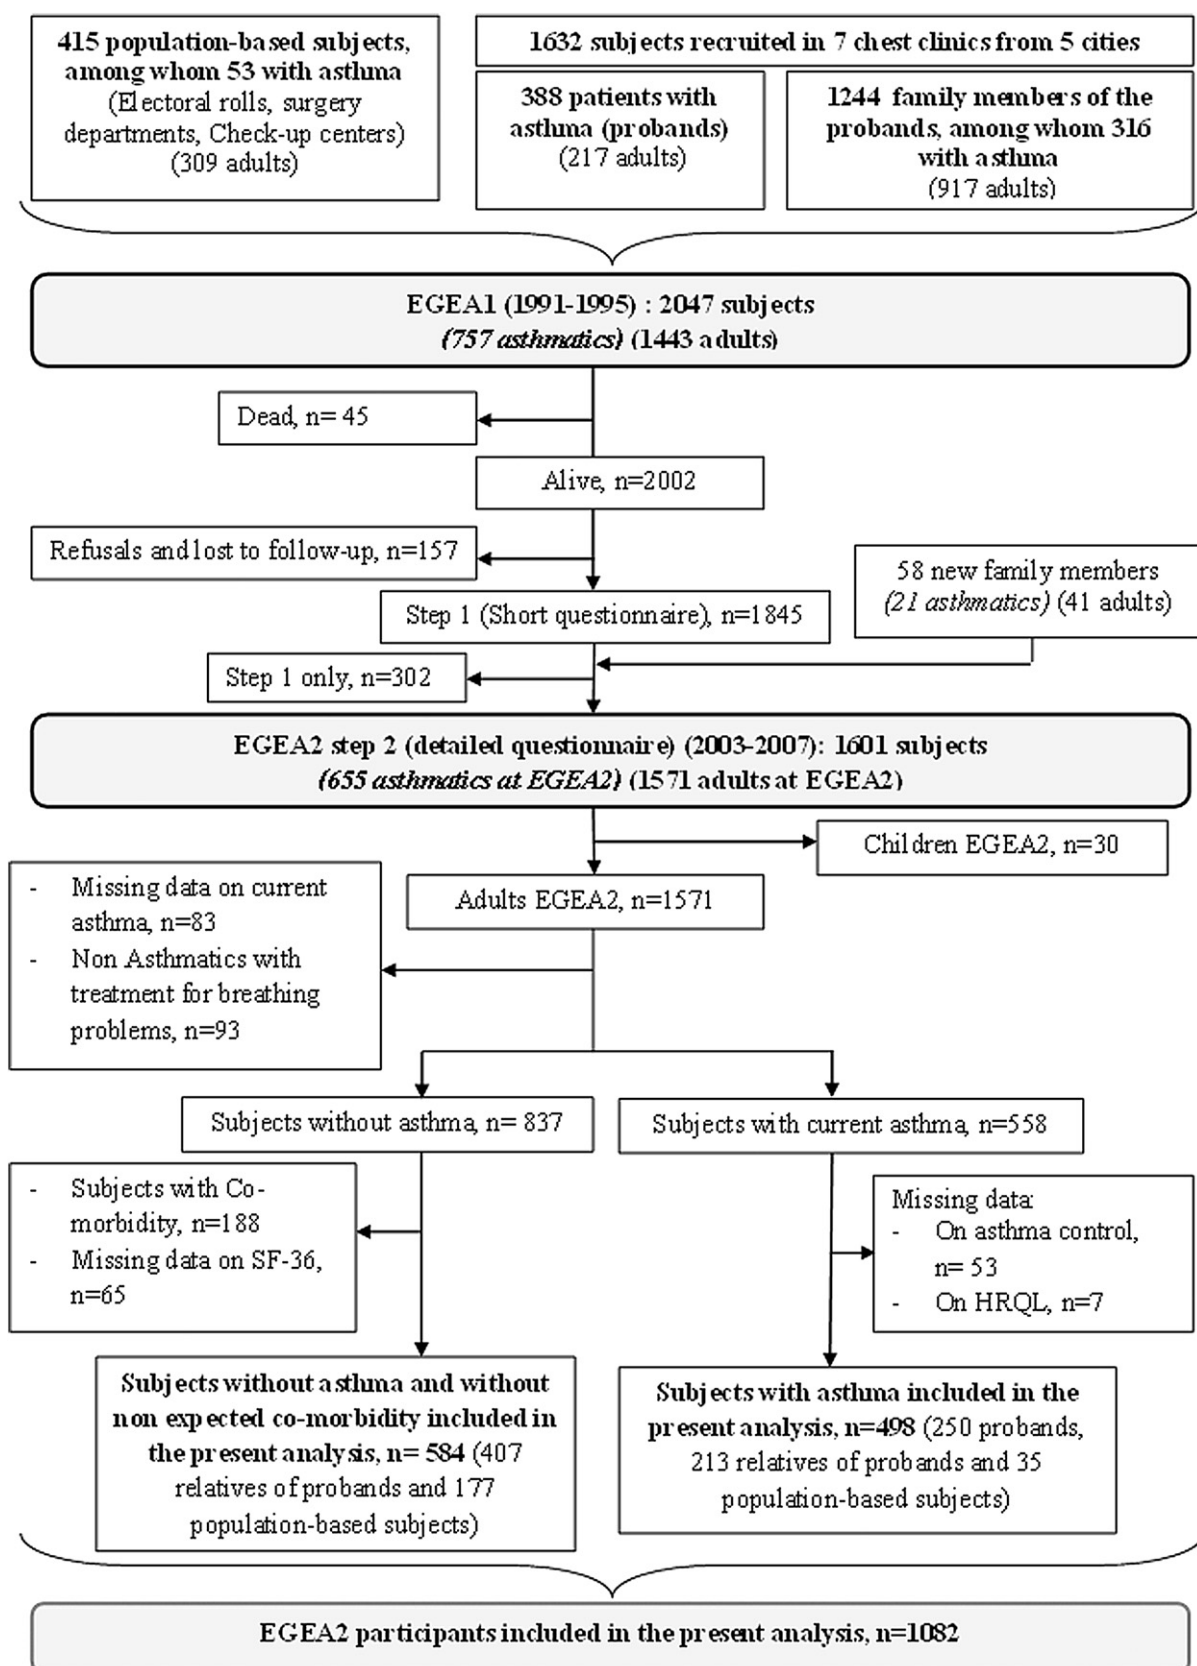 415 population-based subjects,
among whom 53 with asthma
(Electoral rolls, surgery
departments, Check-up centers)
(309 adults)
1632 subjects recruited in 7 chest clinics from 5 cities
388 patients with
asthma (probands)
(217 adults)
1244 family members of the
probands, among whom 316
with asthma
(917 adults)
EGEA1 (1991-1995) : 2047 subjects
(757 asthmatics) (1443 adults)
Dead, n= 45
Alive, n=2002
Refusals and lost to follow-up, n=157
58 new family members
(21 asthmatics) (41 adults)
Step 1 (Short questionnaire), n=1845
Step 1 only, n=302
EGEA2 step 2 (detailed questionnaire) (2003-2007): 1601 subjects
(655 asthmatics at EGEA2) (1571 adults at EGEA2)
Children EGEA2, n=30
Adults EGEA2, n=1571
- Missing data on current
asthma, n=83
- Non Asthmatics with
treatment for breathing
problems, n=93
Subjects without asthma, n= 837
Subjects with current asthma, n=558
- Subjects with Co-
morbidity, n=188
- Missing data on SF-36,
n=65
Missing data:
- On asthma control,
n= 53
- On HRQL, n=7
Subjects without asthma and without
non expected co-morbidity included in
the present analysis, n= 584 (407
relatives of probands and 177
population-based subjects)
Subjects with asthma included in the
present analysis, n=498 (250 probands,
213 relatives of probands and 35
population-based subjects)
EGEA2 participants included in the present analysis, n=1082